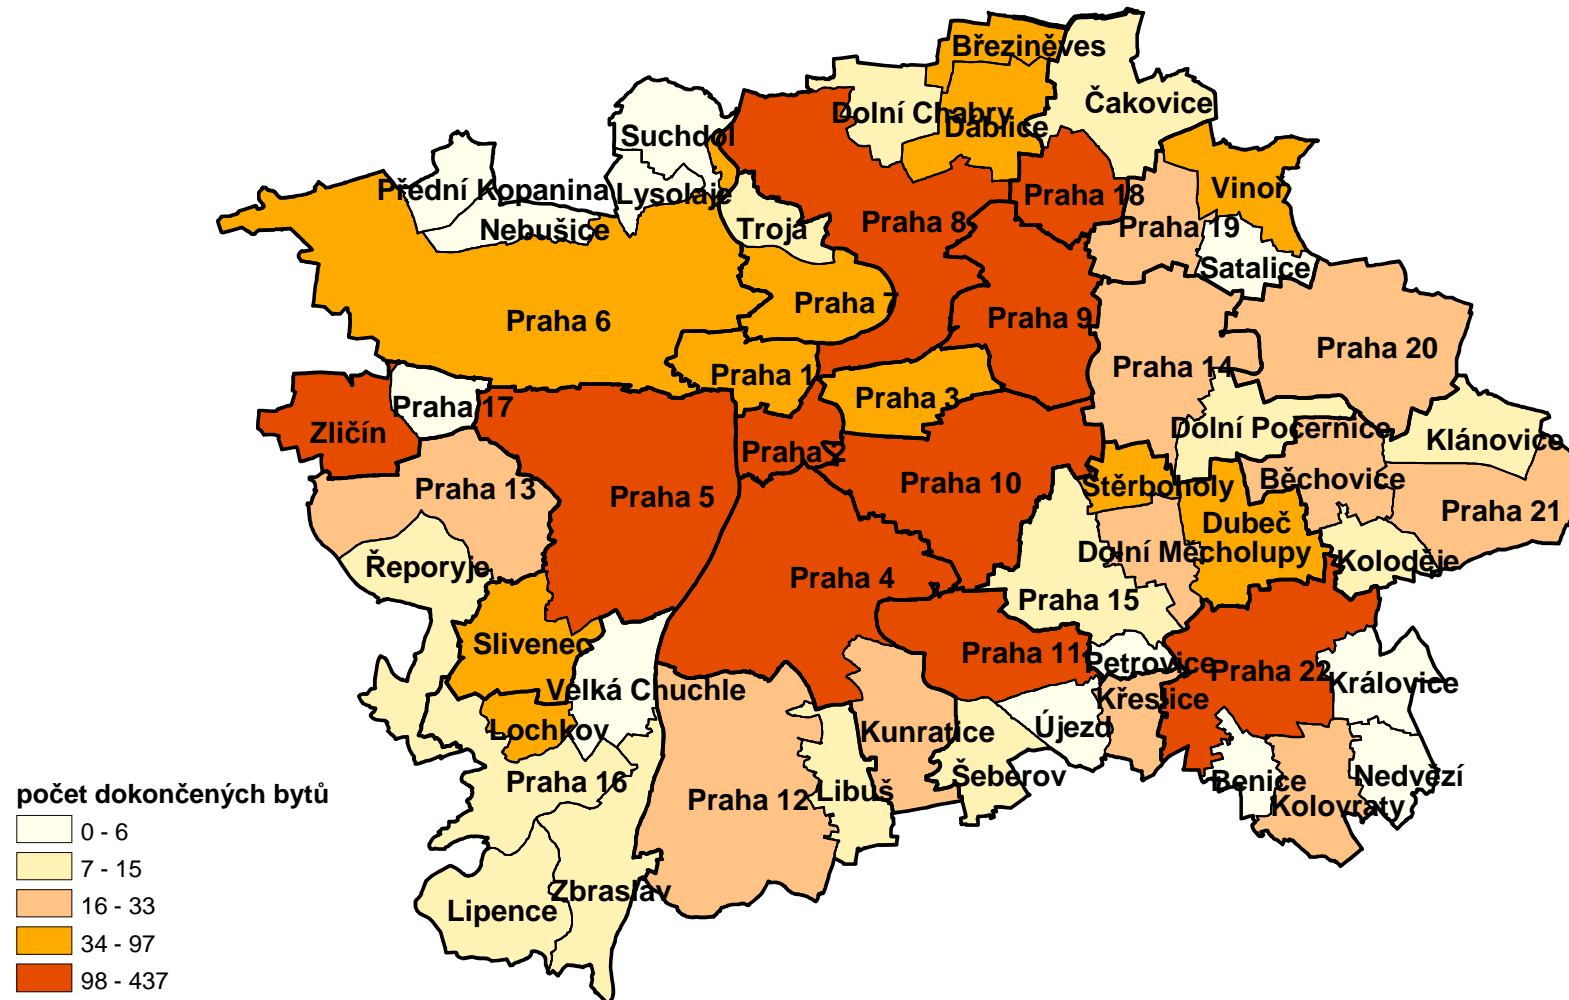 Březiněves
Čakovice
Dolní Chabry
Ďáblice
Suchdol
Přední Kopanina
Lysolaje
Praha 18
Vinoř
Nebušice
Troja
Praha 8
Praha 19
Satalice
Praha 6
Praha 7
Praha 9
Praha 20
Praha 14
Praha 1
Praha 3
Praha 17
Zličín
Dolní Počernice
Klánovice
Praha 2
Praha 13
Praha 5
Praha 10
Štěrboholy
Běchovice
Praha 21
Dubeč
Dolní Měcholupy
Koloděje
Řeporyje
Praha 4
Praha 15
Slivenec
Praha 11
Petrovice
Praha 22
Královice
Velká Chuchle
Křeslice
Lochkov
Kunratice
Újezd
Praha 16
Šeberov
Benice
Nedvězí
Libuš
Praha 12
Kolovraty
Zbraslav
Lipence
počet dokončených bytů
0 - 6
7 - 15
16 - 33
34 - 97
98 - 437